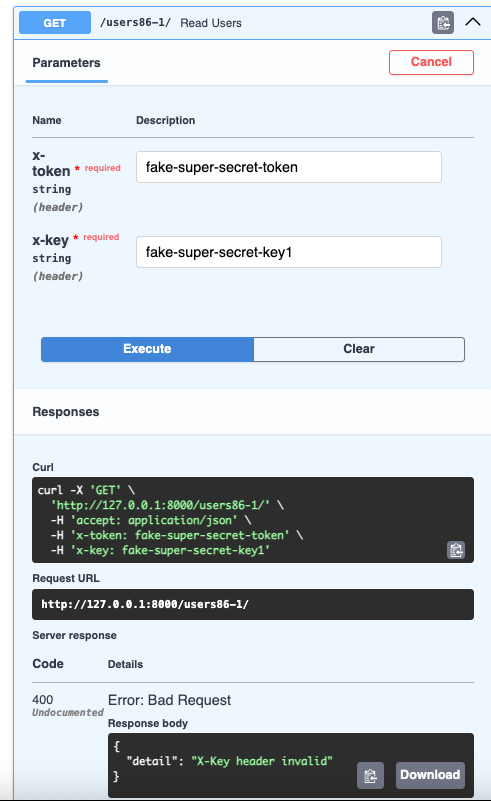 GET /users86-1/ Read Users
Parameters
Cancel
Name Description
x-
token * required
string
(header)
fake-super-secret-token
x-key * required
string
(header)
fake-super-secret-key1
Execute Clear
Responses
Curl
curl -X 'GET' \
'http://127.0.0.1:8000/users86-1/' \
-H 'accept: application/json' \
-H 'x-token: fake-super-secret-token' \
-H 'x-key: fake-super-secret-key1'
Request URL
http://127.0.0.1:8000/users86-1/
Server response
Code Details
400
Undocumented
Error: Bad Request
Response body
{
"detail": "X-Key header invalid"
}
Download